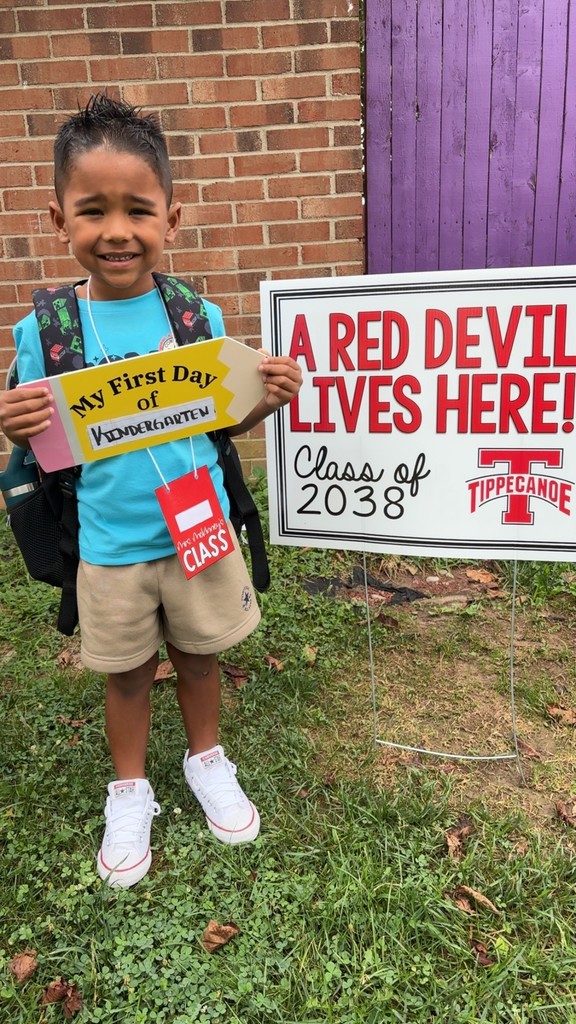 My First Day
of
KINDERGARTEN
CLASS
A RED DEVIL
LIVES HERE!
Class of
2038
T
TIPPECANOE